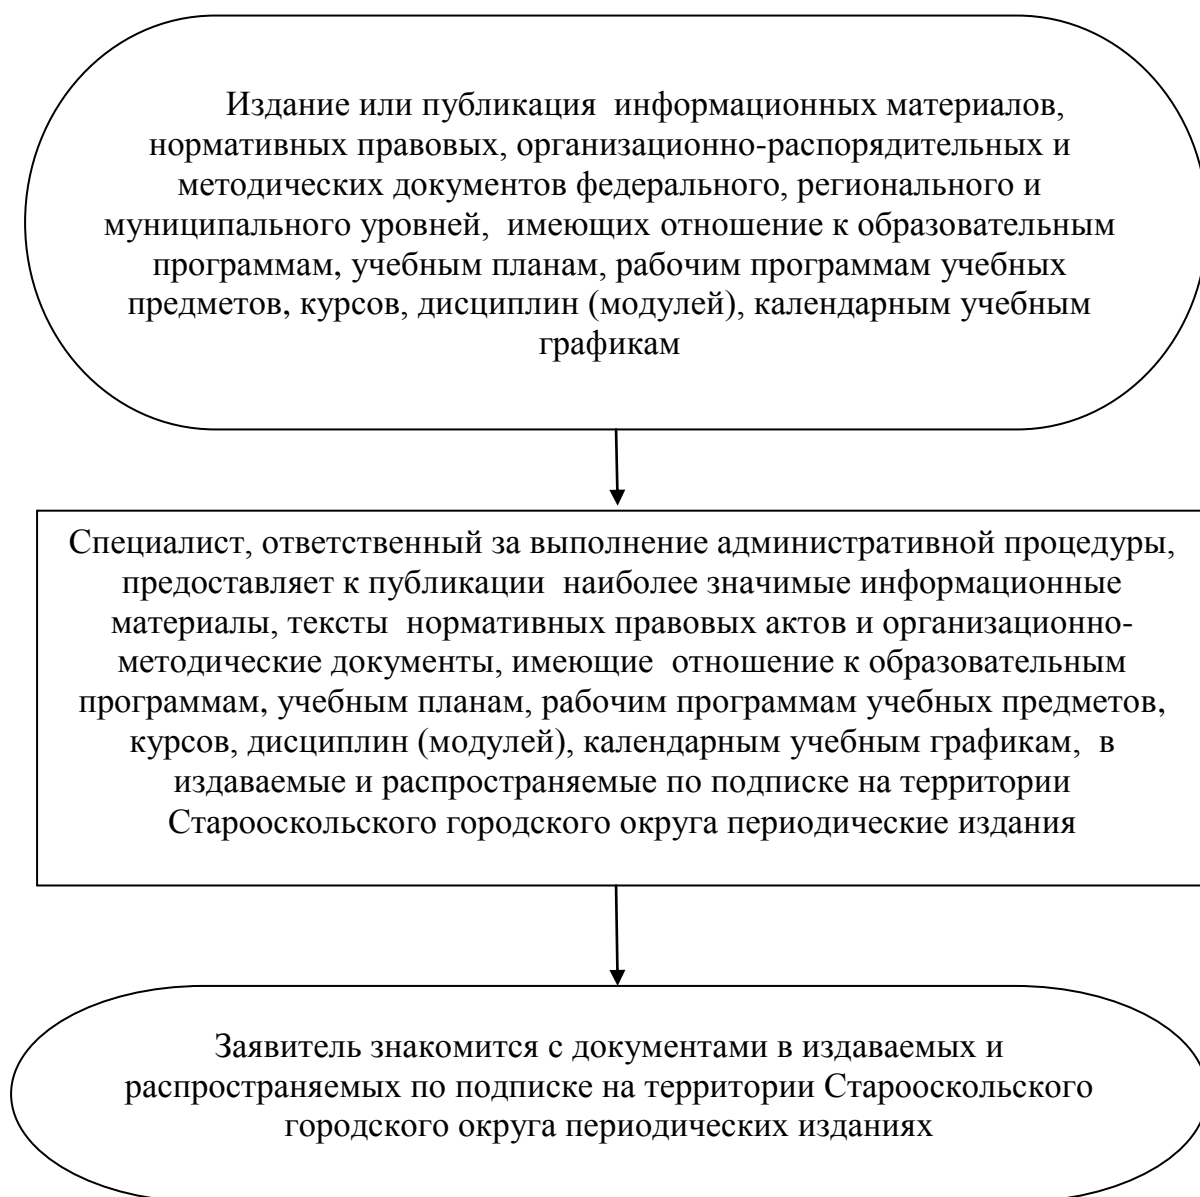 Издание или публикация  информационных материалов,
нормативных правовых, организационно-распорядительных и
методических документов федерального, регионального и
муниципального уровней,  имеющих отношение к образовательным
программам, учебным планам, рабочим программам учебных
предметов, курсов, дисциплин (модулей), календарным учебным
графикам
Специалист, ответственный за выполнение административной процедуры,
предоставляет к публикации  наиболее значимые информационные
материалы, тексты  нормативных правовых актов и организационно-
методические документы, имеющие  отношение к образовательным
программам, учебным планам, рабочим программам учебных предметов,
курсов, дисциплин (модулей), календарным учебным графикам,  в
издаваемые и распространяемые по подписке на территории
Старооскольского городского округа периодические издания
Заявитель знакомится с документами в издаваемых и
распространяемых по подписке на территории Старооскольского
городского округа периодических изданиях